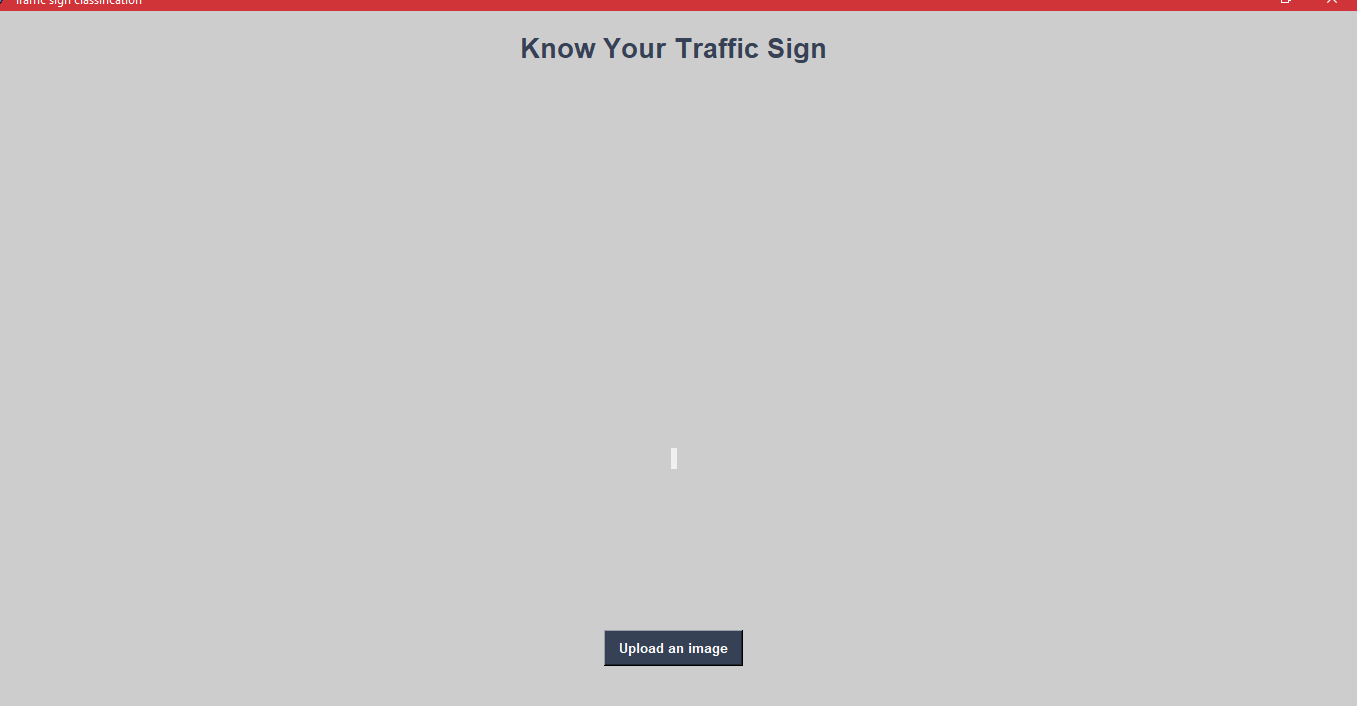 Traffic sign classification
Know Your Traffic Sign
Upload an image